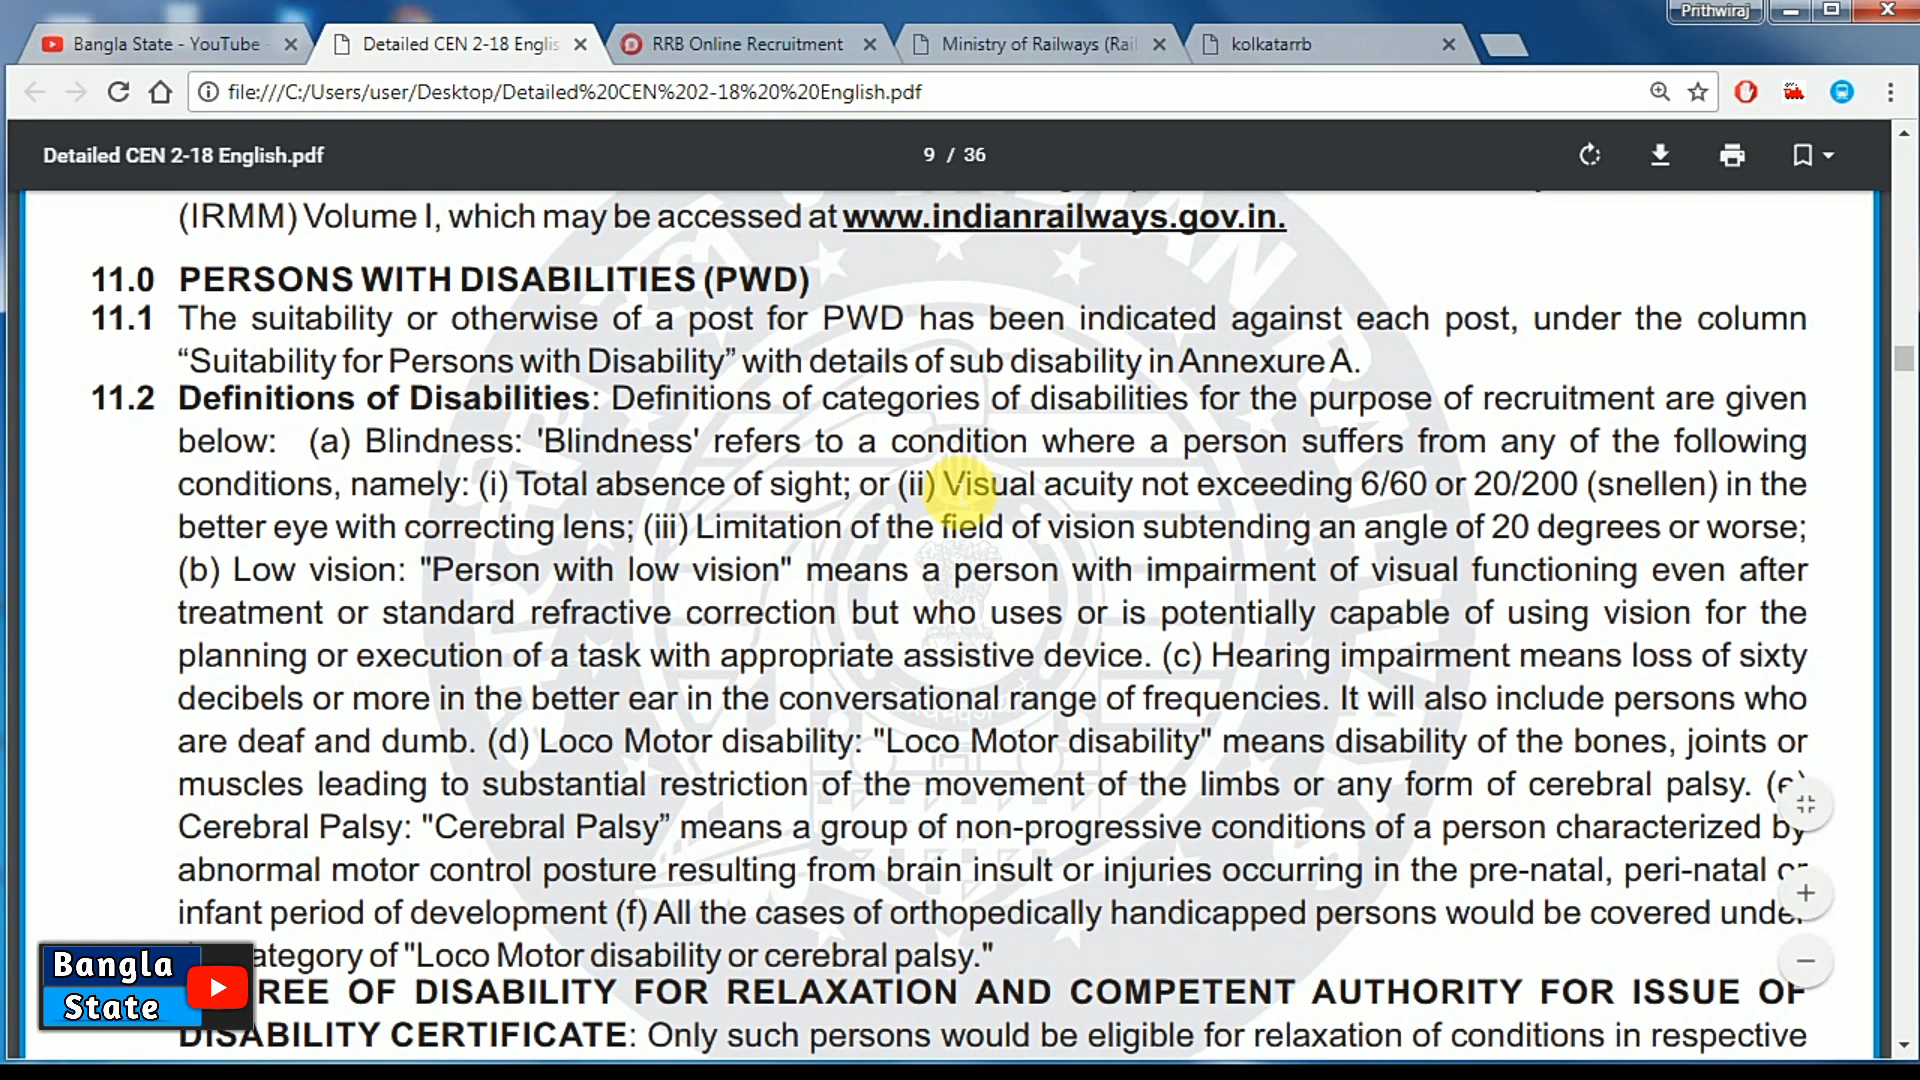 Prithwiraj
Bangla State - YouTube
Detailed CEN 2-18 Englis
RRB Online Recruitment
Ministry of Railways (Rail
kolkatarrb
file:///C:/Users/user/Desktop/Detailed%20CEN%202-18%20%20English.pdf
Detailed CEN 2-18 English.pdf
9 / 36
(IRMM) Volume I, which may be accessed at www.indianrailways.gov.in.
11.0 PERSONS WITH DISABILITIES (PWD)
11.1 The suitability or otherwise of a post for PWD has been indicated against each post, under the column
“Suitability for Persons with Disability” with details of sub disability in Annexure A.
11.2 Definitions of Disabilities: Definitions of categories of disabilities for the purpose of recruitment are given
below: (a) Blindness: 'Blindness' refers to a condition where a person suffers from any of the following
conditions, namely: (i) Total absence of sight; or (ii) Visual acuity not exceeding 6/60 or 20/200 (snellen) in the
better eye with correcting lens; (iii) Limitation of the field of vision subtending an angle of 20 degrees or worse;
(b) Low vision: "Person with low vision" means a person with impairment of visual functioning even after
treatment or standard refractive correction but who uses or is potentially capable of using vision for the
planning or execution of a task with appropriate assistive device. (c) Hearing impairment means loss of sixty
decibels or more in the better ear in the conversational range of frequencies. It will also include persons who
are deaf and dumb. (d) Loco Motor disability: "Loco Motor disability" means disability of the bones, joints or
muscles leading to substantial restriction of the movement of the limbs or any form of cerebral palsy. (e)
Cerebral Palsy: "Cerebral Palsy” means a group of non-progressive conditions of a person characterized by
abnormal motor control posture resulting from brain insult or injuries occurring in the pre-natal, peri-natal or
infant period of development (f) All the cases of orthopedically handicapped persons would be covered under
ategory of "Loco Motor disability or cerebral palsy."
REE OF DISABILITY FOR RELAXATION AND COMPETENT AUTHORITY FOR ISSUE OF
DISABILITY CERTIFICATE: Only such persons would be eligible for relaxation of conditions in respective
Bangla
State